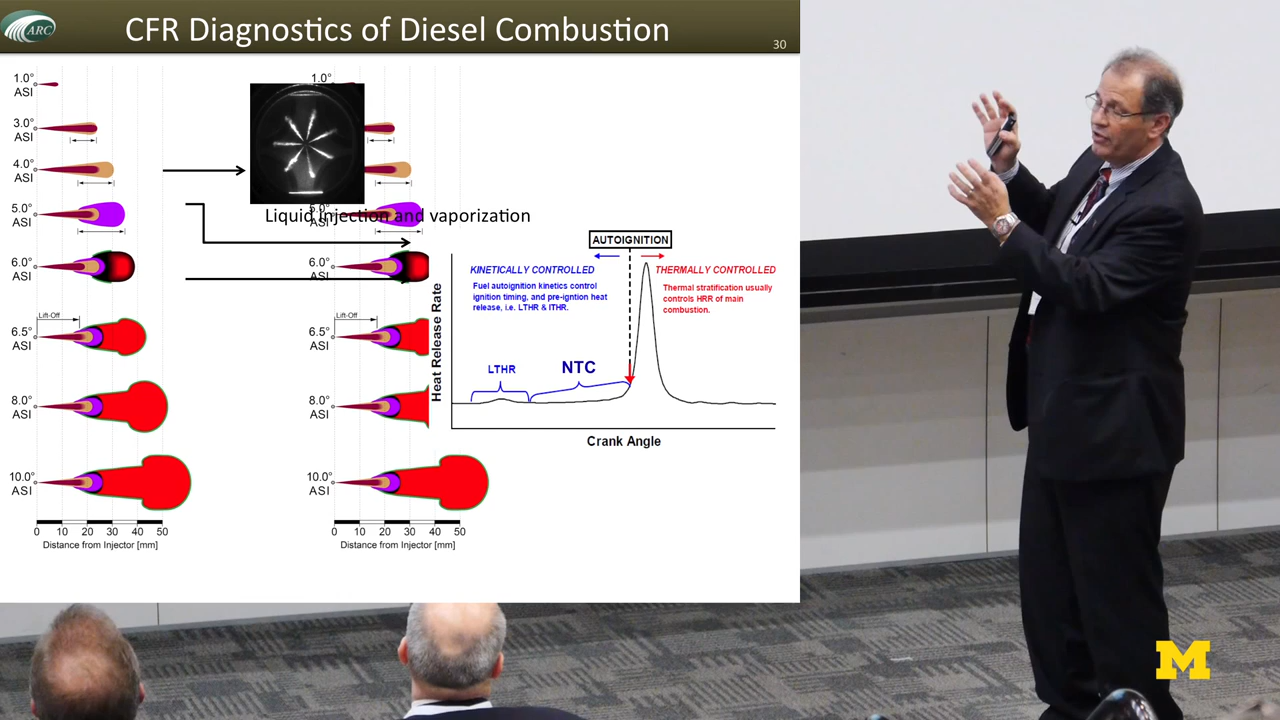 ARC
CFR Diagnostics of Diesel Combustion
30
1.0°
ASI
3.0°
ASI
4.0°
ASI
5.0°
ASI
6.0°
ASI
Lift-Off
6.5°
ASI
8.0°
ASI
10.0°
ASI
0 10 20 30 40 50
Distance from Injector [mm]
1.0°
ASI
3.0°
ASI
4.0°
ASI
5.0°
ASI
6.0°
ASI
Lift-Off
6.5°
ASI
8.0°
ASI
10.0°
ASI
0 10 20 30 40 50
Distance from Injector [mm]
Liquid injection and vaporization
AUTOIGNITION
KINETICALLY CONTROLLED
Fuel autoignition kinetics control
ignition timing, and pre-igntion heat
release, i.e. LTHR & ITHR.
THERMALLY CONTROLLED
Thermal stratification usually
controls HRR of main
combustion.
Heat Release Rate
LTHR
NTC
Crank Angle
M